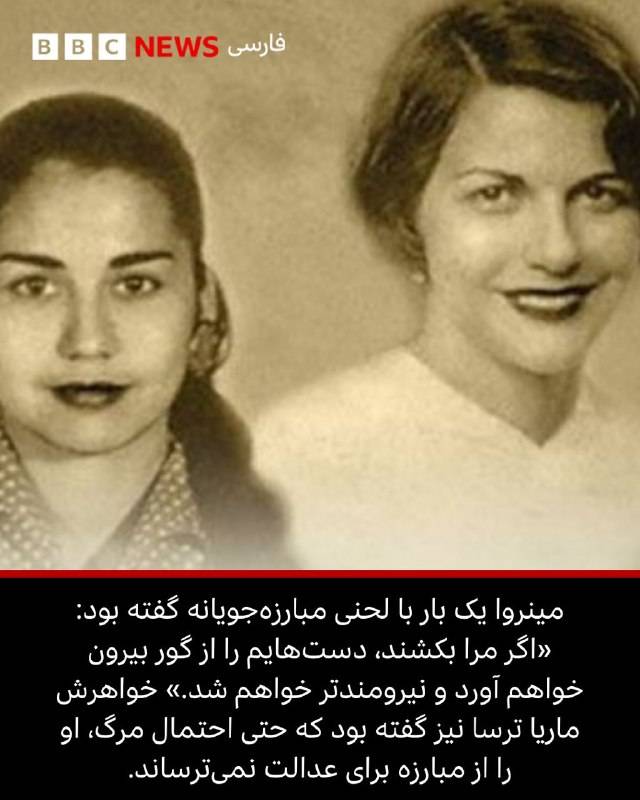 BBC NEWS فارسی
مینروا یک بار با لحنی مبارزه‌جویانه گفته بود:
«اگر مرا بکشند، دست‌هایم را از گور بیرون
خواهم آورد و نیرومندتر خواهم شد.» خواهرش
ماریا ترسا نیز گفته بود که حتی احتمال مرگ، او
را از مبارزه برای عدالت نمی‌ترساند.